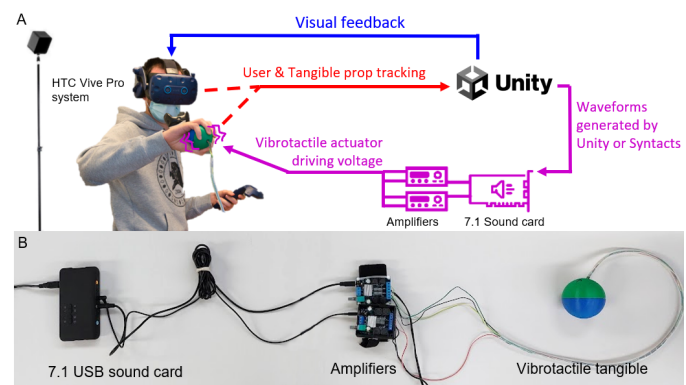 A
Visual feedback
HTC Vive Pro
system
User & Tangible prop tracking
Unity
Waveforms
generated by
Unity or Syntacts
Vibrotactile actuator
driving voltage
Amplifiers
7.1 Sound card
B
7.1 USB sound card
Amplifiers
Vibrotactile tangible